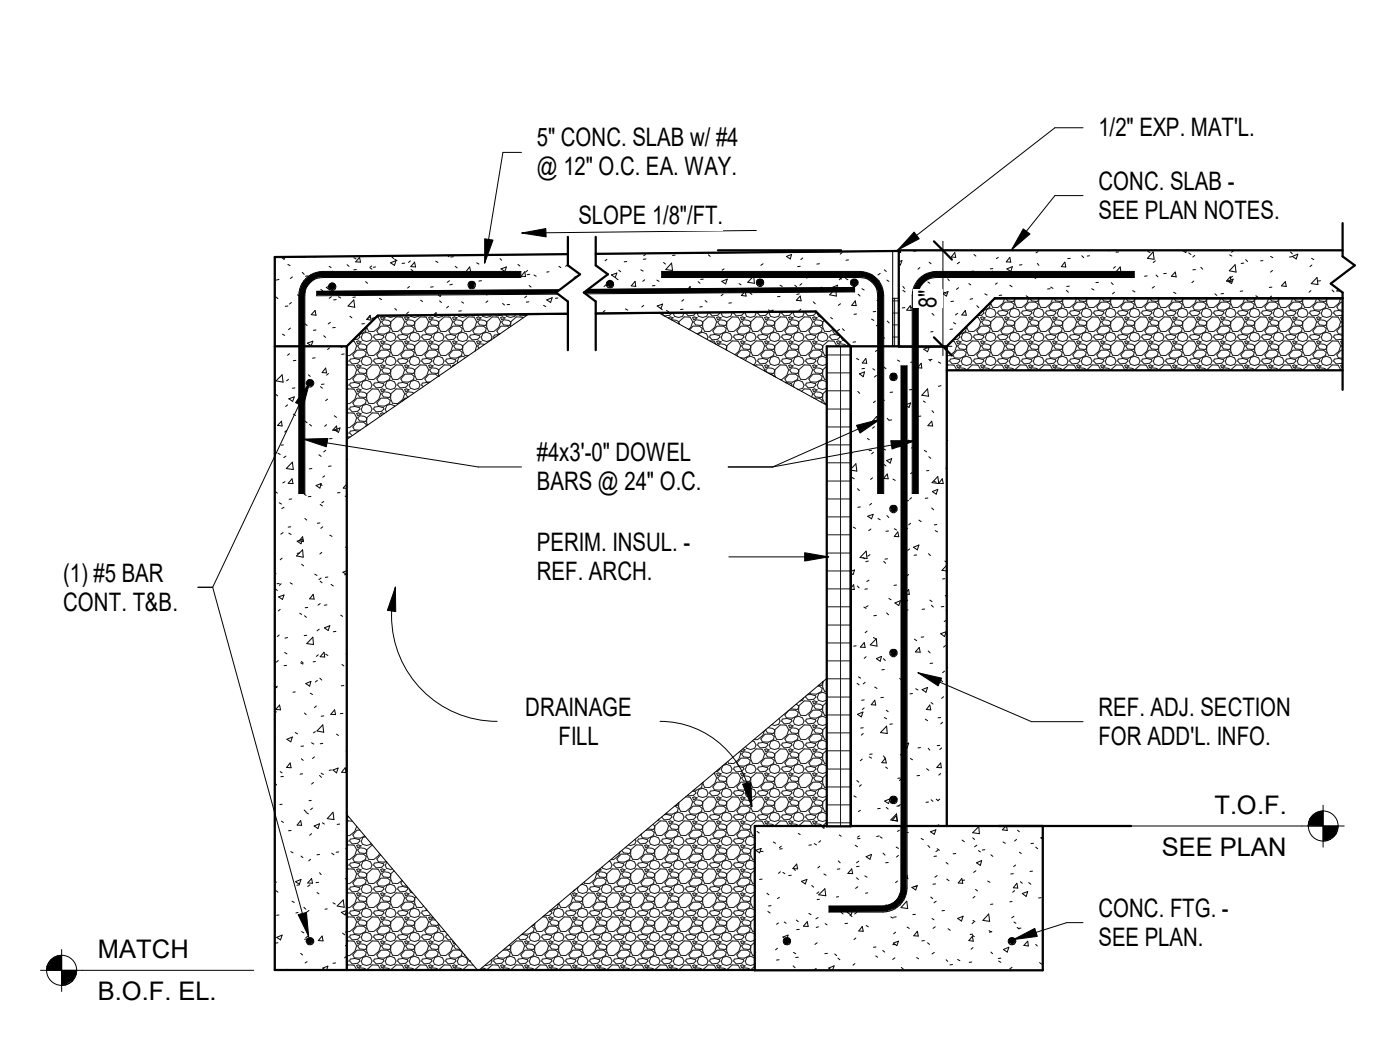 5" CONC. SLAB w/ #4
@ 12" O.C. EA. WAY.
SLOPE 1/8"/FT.
1/2" EXP. MAT'L.
CONC. SLAB -
SEE PLAN NOTES.
8"
#4x3'-0" DOWEL
BARS @ 24" O.C.
PERIM. INSUL. -
REF. ARCH.
(1) #5 BAR
CONT. T&B.
DRAINAGE
FILL
REF. ADJ. SECTION
FOR ADD'L. INFO.
T.O.F.
SEE PLAN
CONC. FTG. -
SEE PLAN.
MATCH
B.O.F. EL.